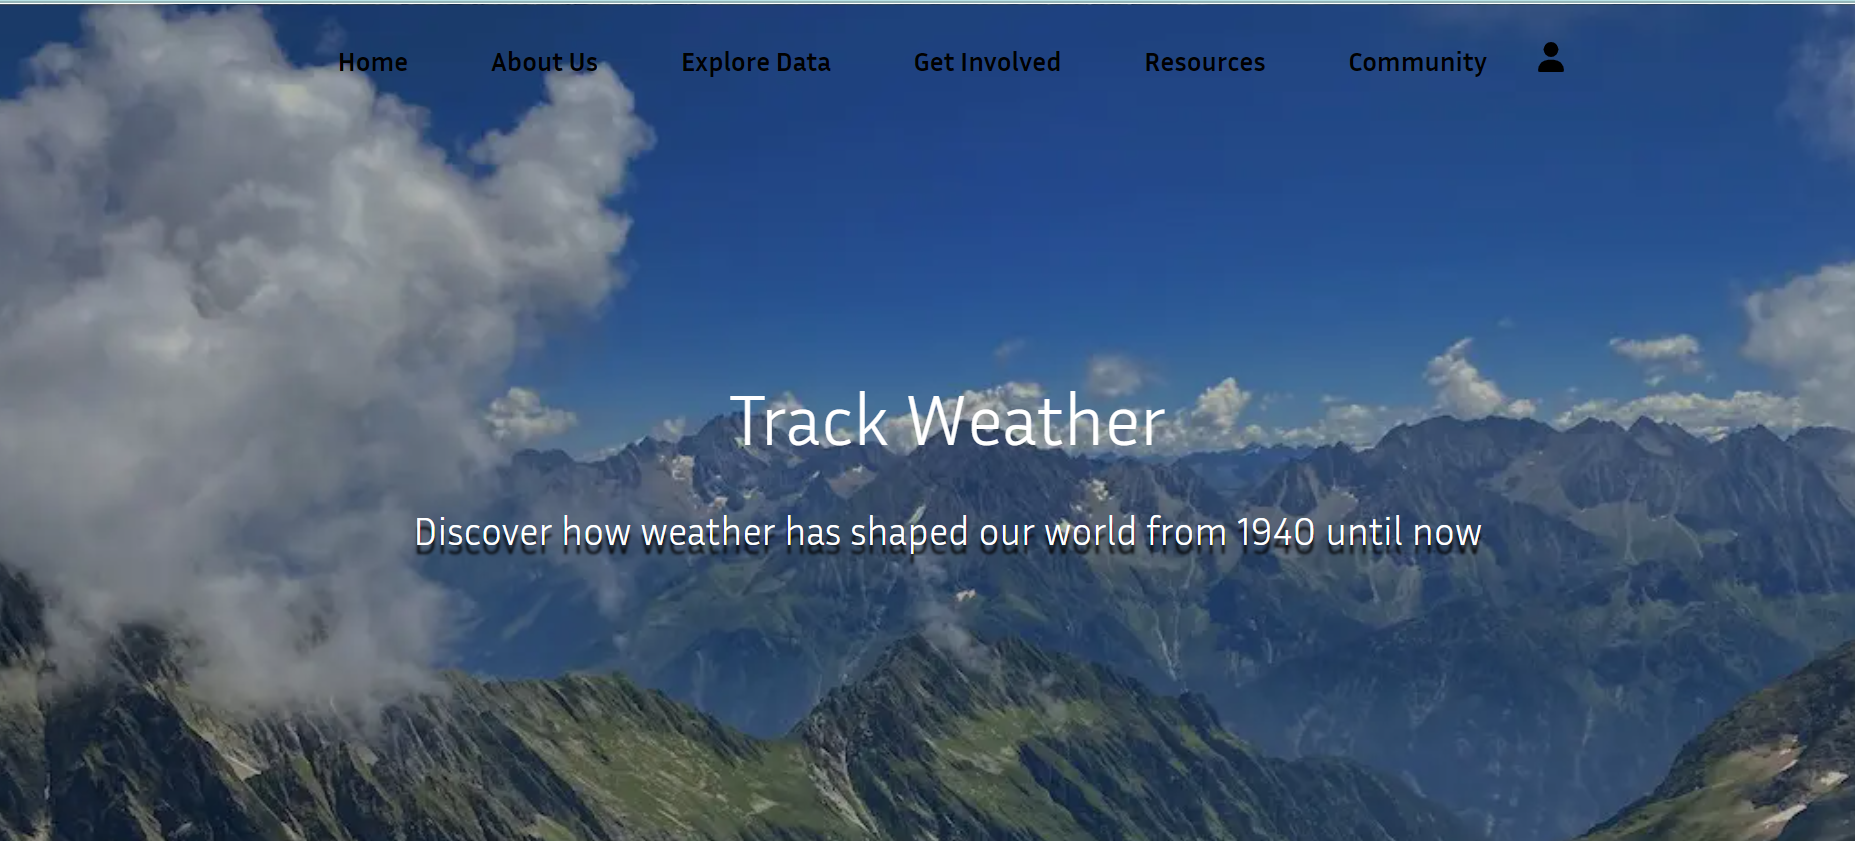 Home About Us Explore Data Get Involved Resources Community
Track Weather
Discover how weather has shaped our world from 1940 until now